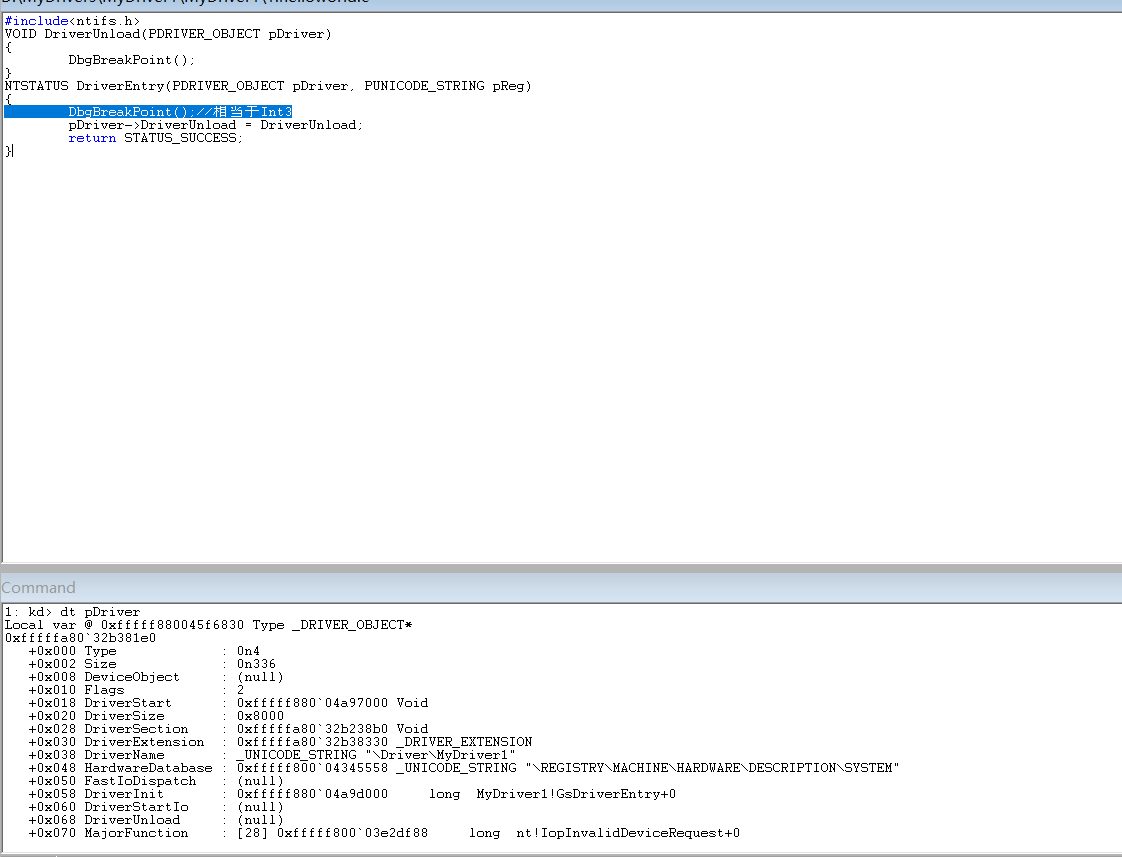 #include<ntifs.h>
VOID DriverUnload(PDRIVER_OBJECT pDriver)
{
        DbgBreakPoint();
}
NTSTATUS DriverEntry(PDRIVER_OBJECT pDriver, PUNICODE_STRING pReg)
{
        DbgBreakPoint();//相当于Int3
        pDriver->DriverUnload = DriverUnload;
        return STATUS_SUCCESS;
}
Command
1: kd> dt pDriver
Local var @ 0xfffff880045f6830 Type _DRIVER_OBJECT*
0xfffffa80`32b381e0
   +0x000 Type             : 0n4
   +0x002 Size             : 0n336
   +0x008 DeviceObject     : (null)
   +0x010 Flags            : 2
   +0x018 DriverStart      : 0xfffff880`04a97000 Void
   +0x020 DriverSize       : 0x8000
   +0x028 DriverSection    : 0xfffffa80`32b238b0 Void
   +0x030 DriverExtension  : 0xfffffa80`32b38330 _DRIVER_EXTENSION
   +0x038 DriverName       : _UNICODE_STRING "\Driver\MyDriver1"
   +0x048 HardwareDatabase : 0xfffff800`04345558 _UNICODE_STRING "\REGISTRY\MACHINE\HARDWARE\DESCRIPTION\SYSTEM"
   +0x050 FastIoDispatch   : (null)
   +0x058 DriverInit       : 0xfffff880`04a9d000     long  MyDriver1!GsDriverEntry+0
   +0x060 DriverStartIo    : (null)
   +0x068 DriverUnload     : (null)
   +0x070 MajorFunction    : [28] 0xfffff800`03e2df88     long  nt!IopInvalidDeviceRequest+0